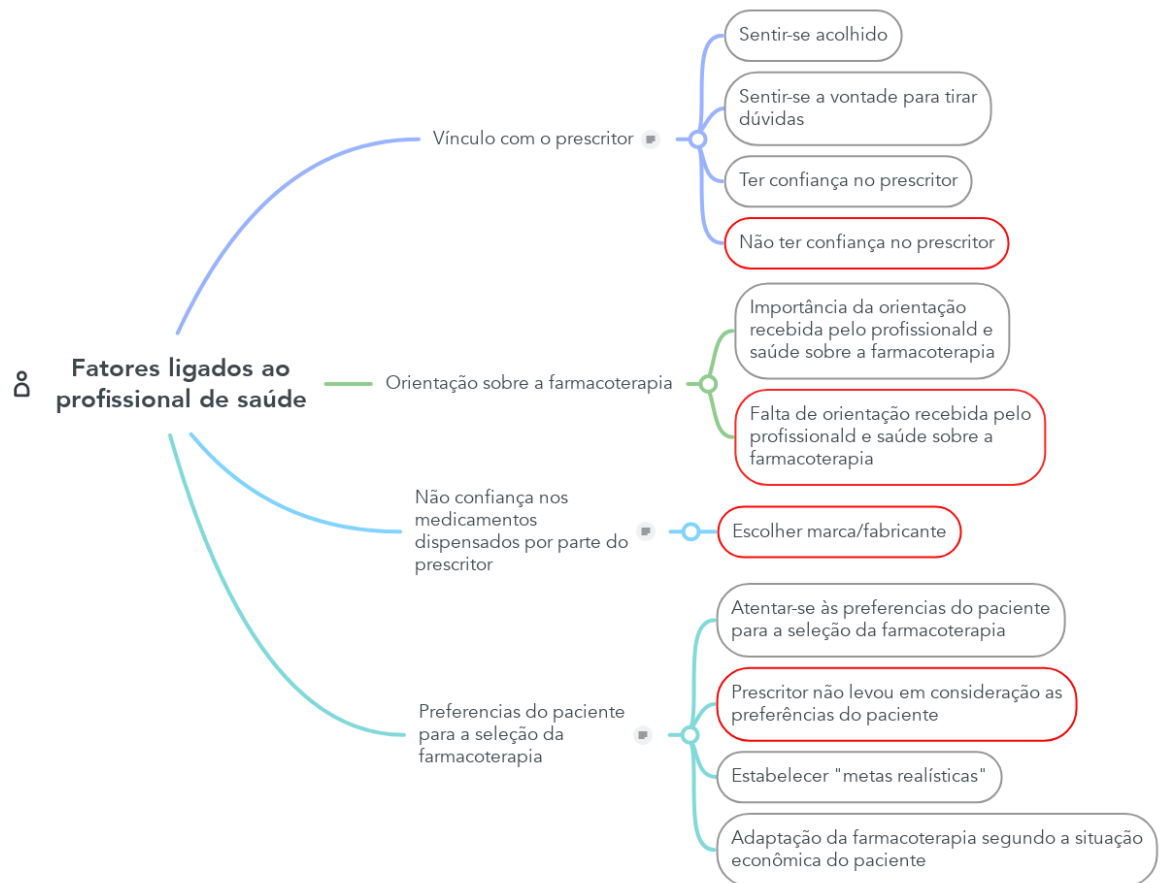 Sentir-se acolhido
Sentir-se a vontade para tirar
dúvidas
Vínculo com o prescritor
Ter confiança no prescritor
Não ter confiança no prescritor
Importância da orientação
recebida pelo profissionald e
saúde sobre a farmacoterapia
Fatores ligados ao
profissional de saúde
Orientação sobre a farmacoterapia
Falta de orientação recebida pelo
profissionald e saúde sobre a
farmacoterapia
Não confiança nos
medicamentos
dispensados por parte do
prescritor
Escolher marca/fabricante
Atentar-se às preferencias do paciente
para a seleção da farmacoterapia
Prescritor não levou em consideração as
preferências do paciente
Preferencias do paciente
para a seleção da
farmacoterapia
Estabelecer "metas realísticas"
Adaptação da farmacoterapia segundo a situação
econômica do paciente